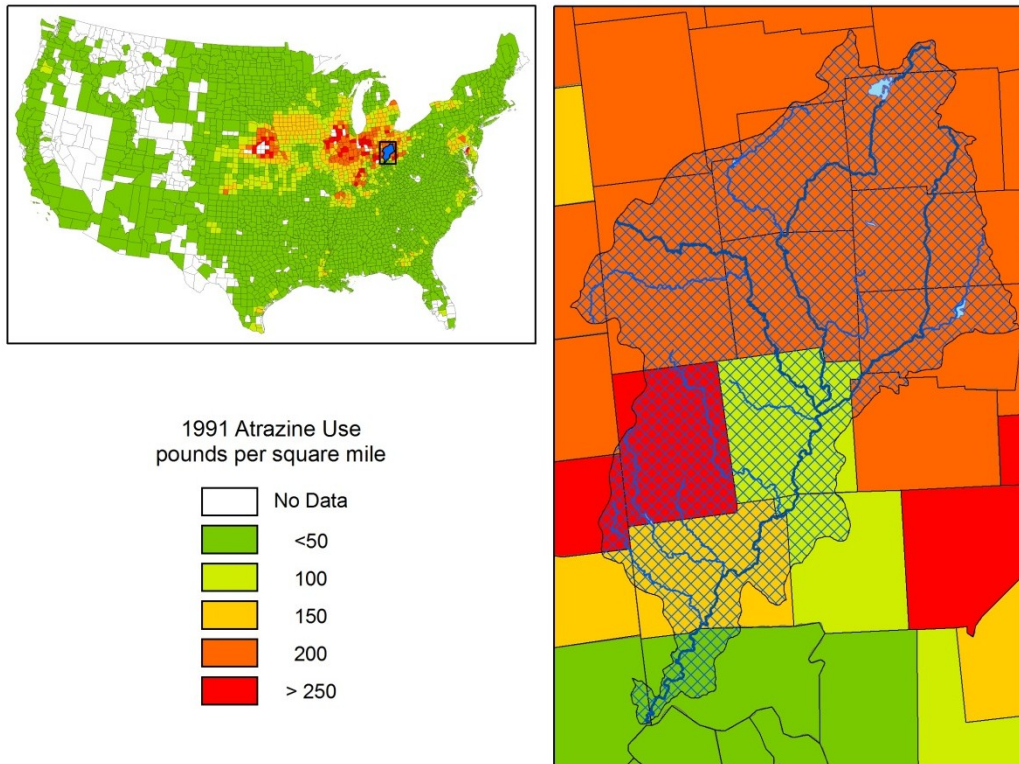 1991 Atrazine Use
pounds per square mile
No Data
<50
100
150
200
> 250